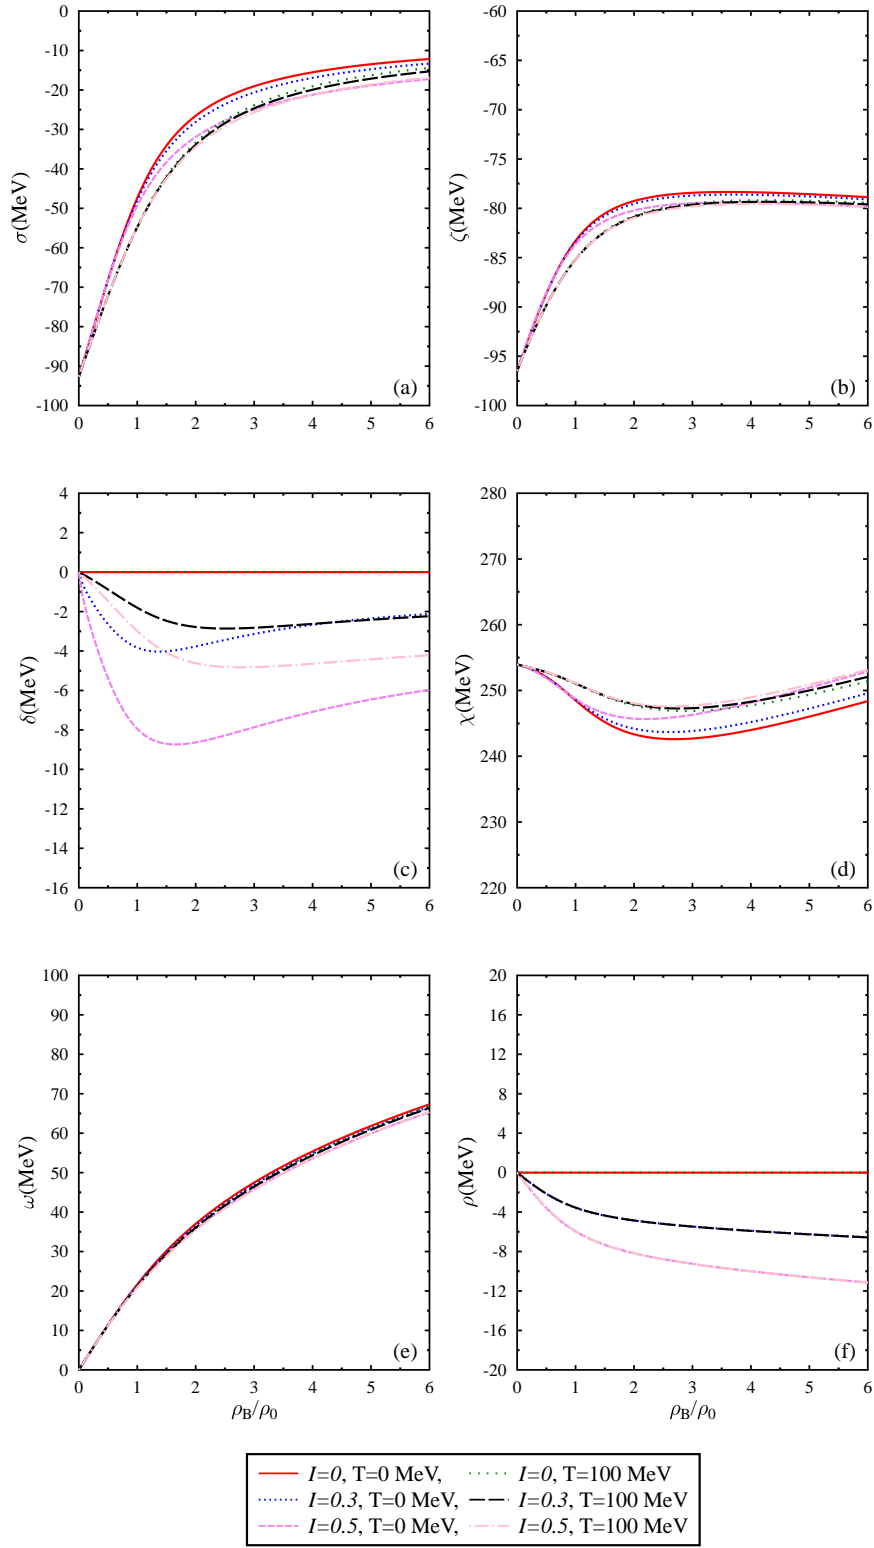 0
-10
-20
-30
-40
-50
-60
-70
-80
-90
-100
σ(MeV)
0 1 2 3 4 5 6
(a)
-60
-65
-70
-75
-80
-85
-90
-95
-100
ζ(MeV)
0 1 2 3 4 5 6
(b)
4
2
0
-2
-4
-6
-8
-10
-12
-14
-16
δ(MeV)
0 1 2 3 4 5 6
(c)
280
270
260
250
240
230
220
χ(MeV)
0 1 2 3 4 5 6
(d)
100
90
80
70
60
50
40
30
20
10
0
ω(MeV)
0 1 2 3 4 5 6
ρB/ρ0
(e)
20
16
12
8
4
0
-4
-8
-12
-16
-20
ρ(MeV)
0 1 2 3 4 5 6
ρB/ρ0
(f)
I=0, T=0 MeV, I=0, T=100 MeV
I=0.3, T=0 MeV, I=0.3, T=100 MeV
I=0.5, T=0 MeV, I=0.5, T=100 MeV